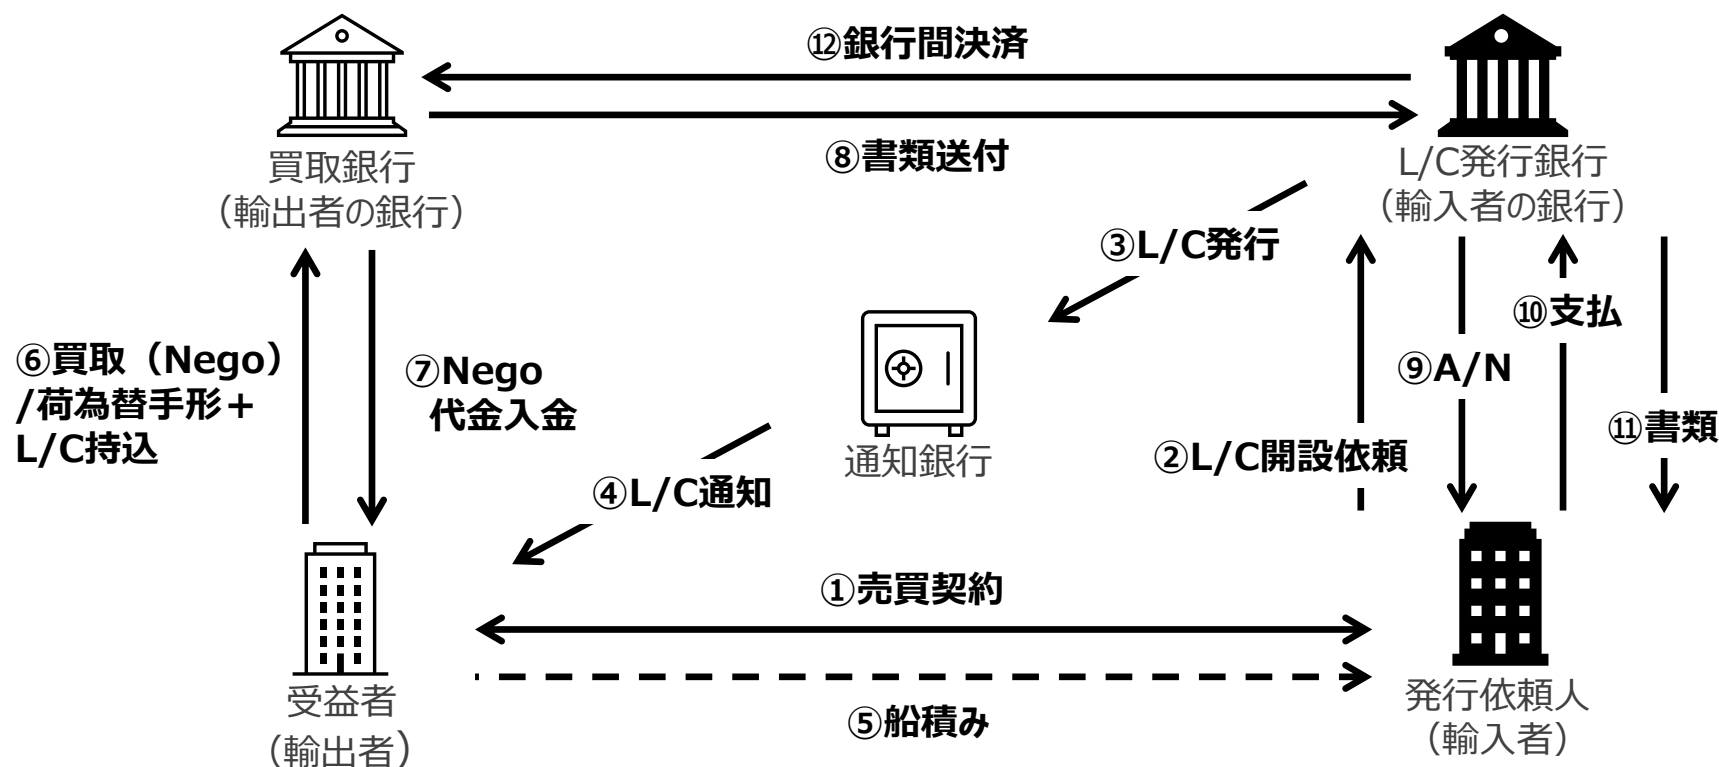 ⑫銀行間決済
⑧書類送付
買取銀行
（輸出者の銀行）
L/C発行銀行
（輸入者の銀行）
③L/C発行
⑥買取（Nego）
/荷為替手形＋
L/C持込
⑦Nego
代金入金
通知銀行
④L/C通知
②L/C開設依頼
⑨A/N
⑩支払
⑪書類
①売買契約
⑤船積み
受益者
（輸出者）
発行依頼人
（輸入者）